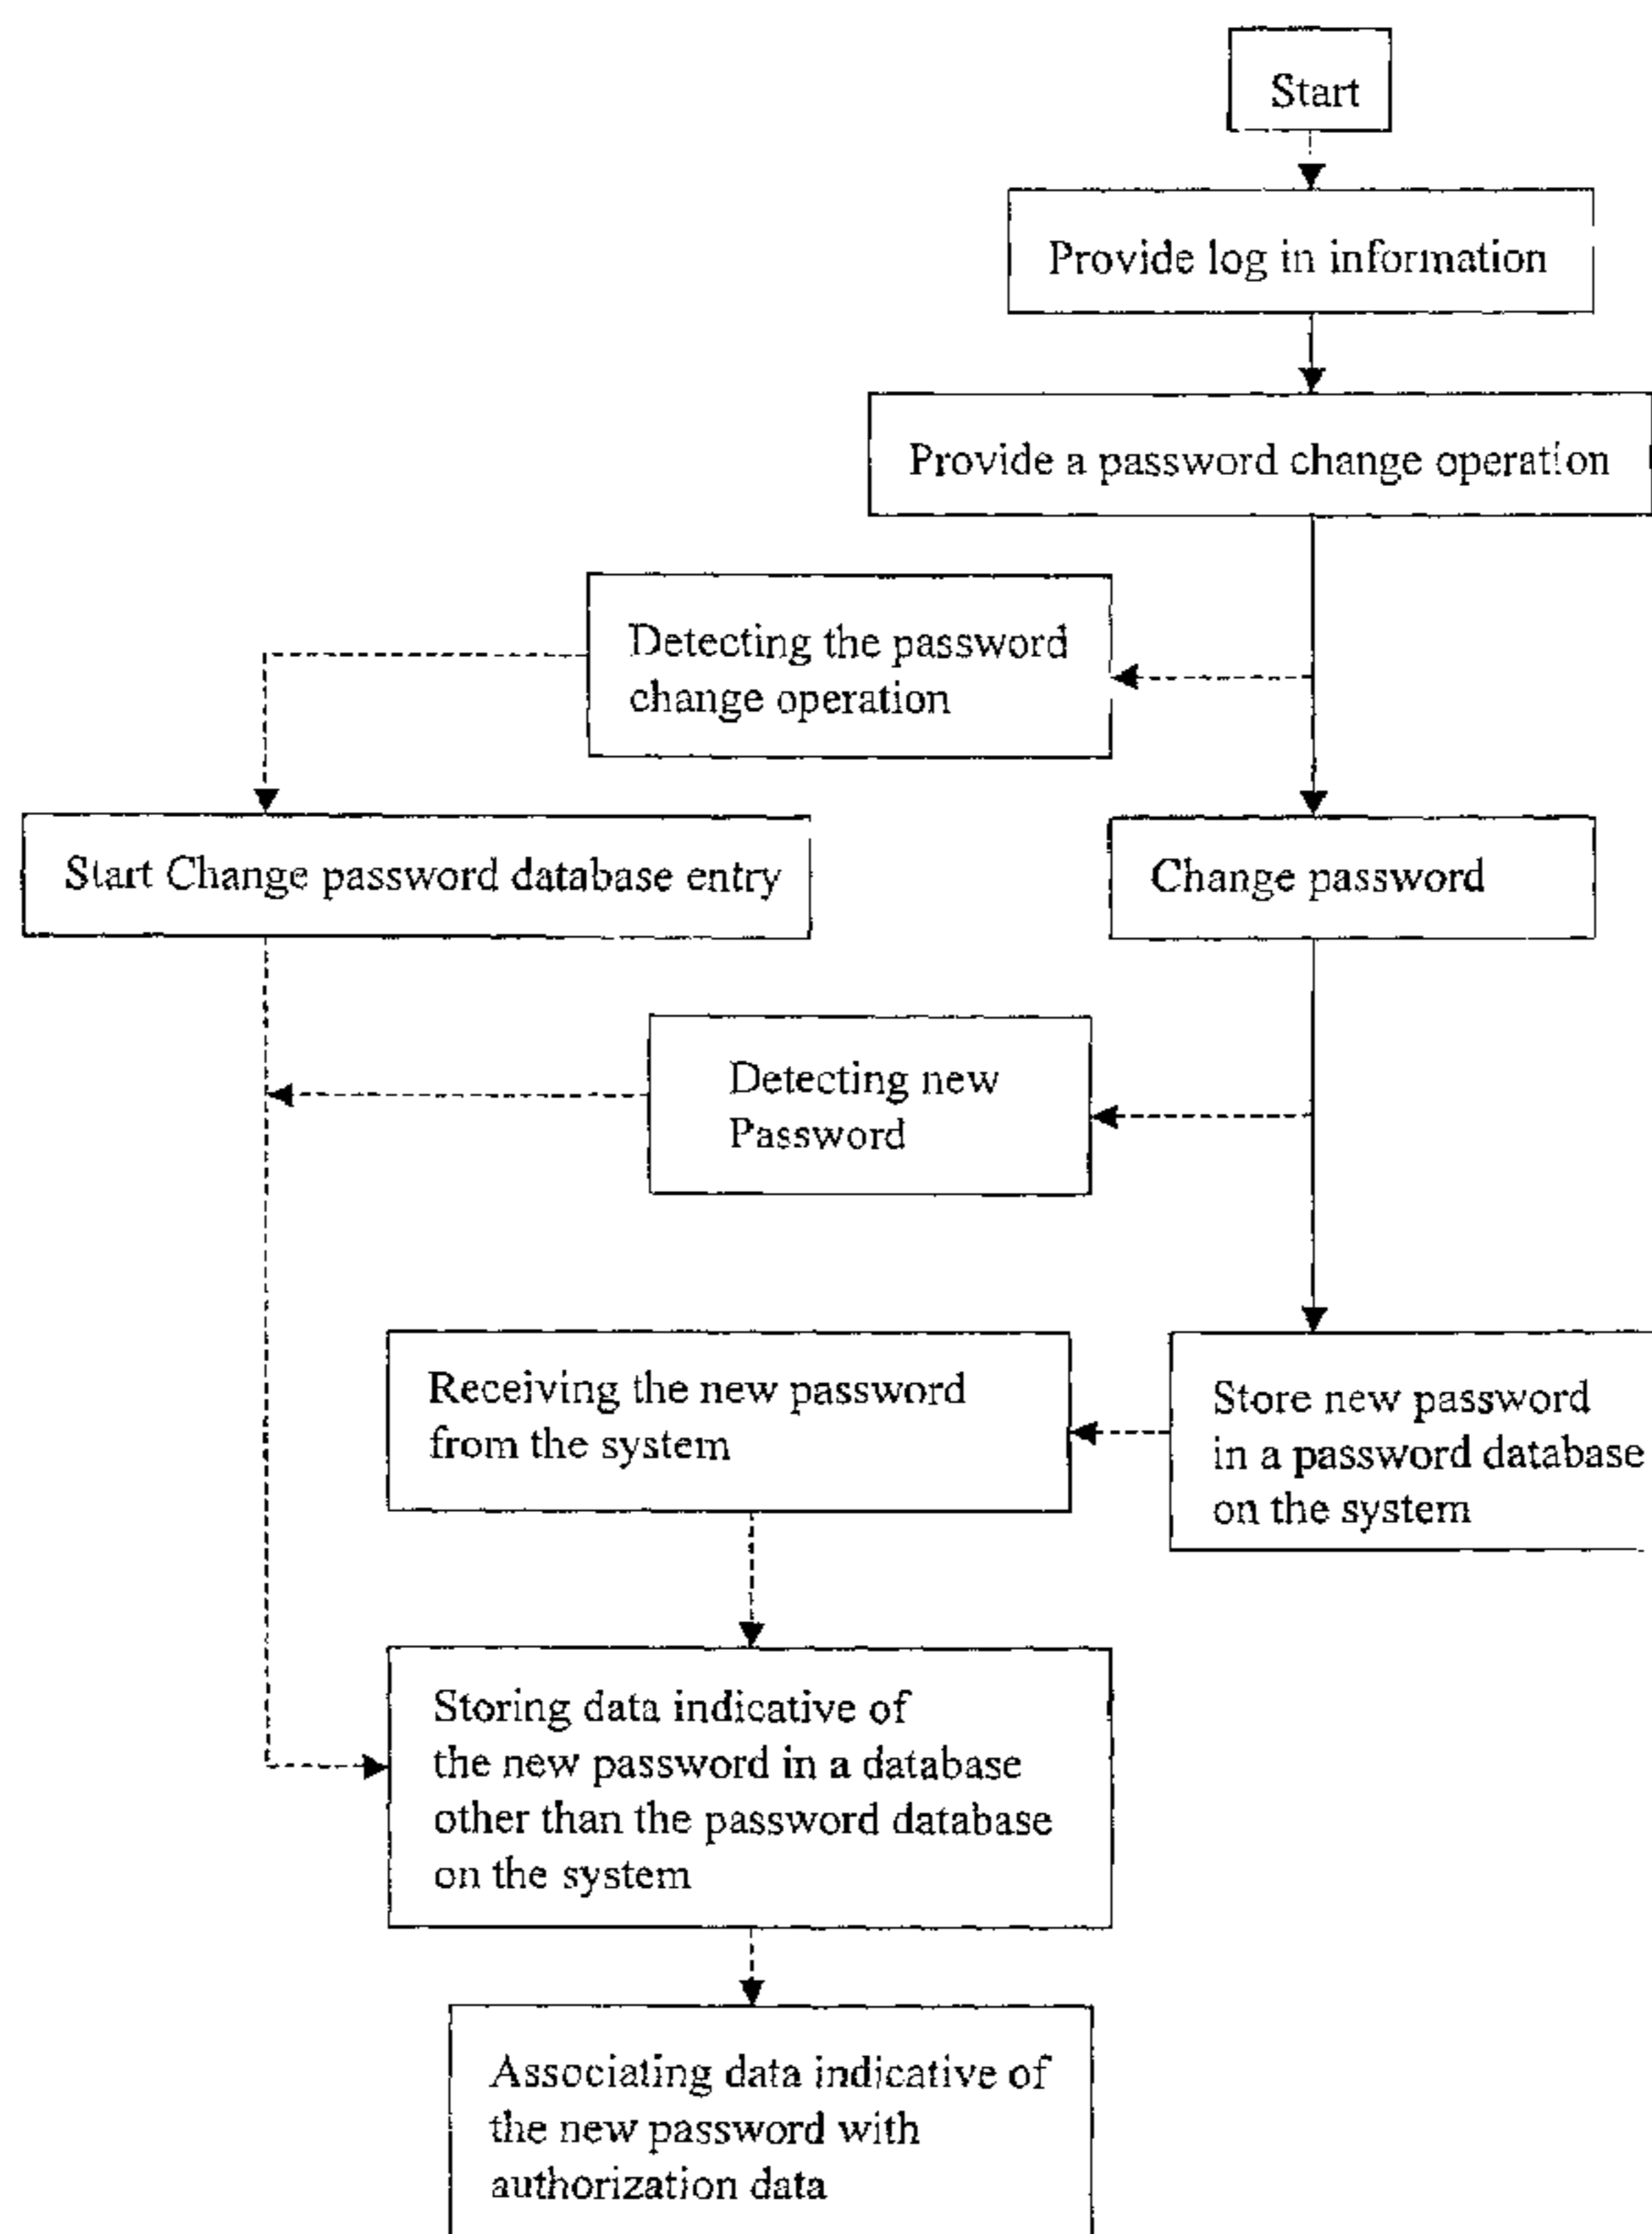 Start
Provide log in information
Provide a password change operation
Detecting the password
change operation
Start Change password database entry
Change password
Detecting new
Password
Receiving the new password
from the system
Store new password
in a password database
on the system
Storing data indicative of
the new password in a database
other than the password database
on the system
Associating data indicative of
the new password with
authorization data